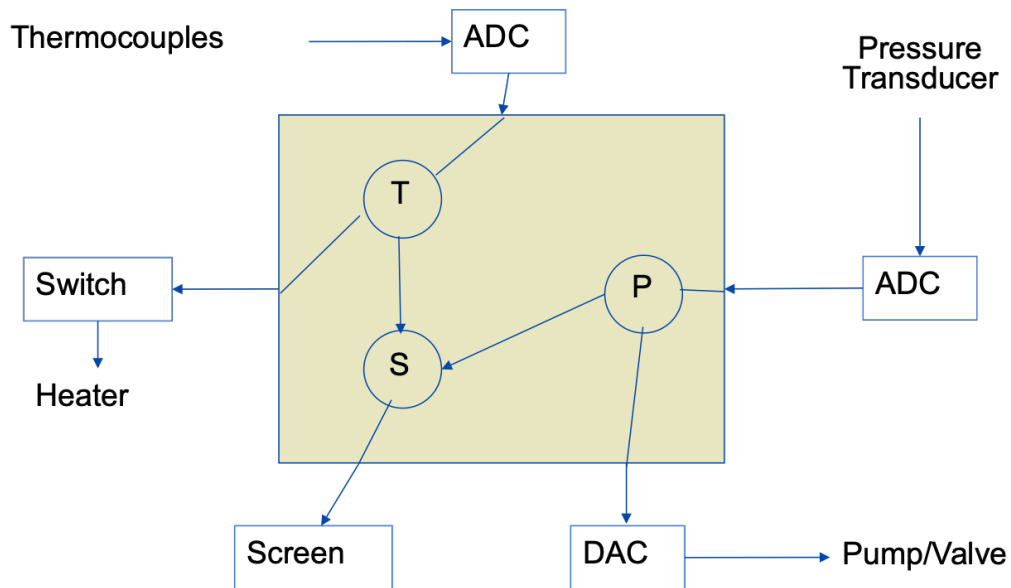 Thermocouples
ADC
Pressure
Transducer
T
Switch
P
ADC
S
Heater
Screen
DAC
Pump/Valve